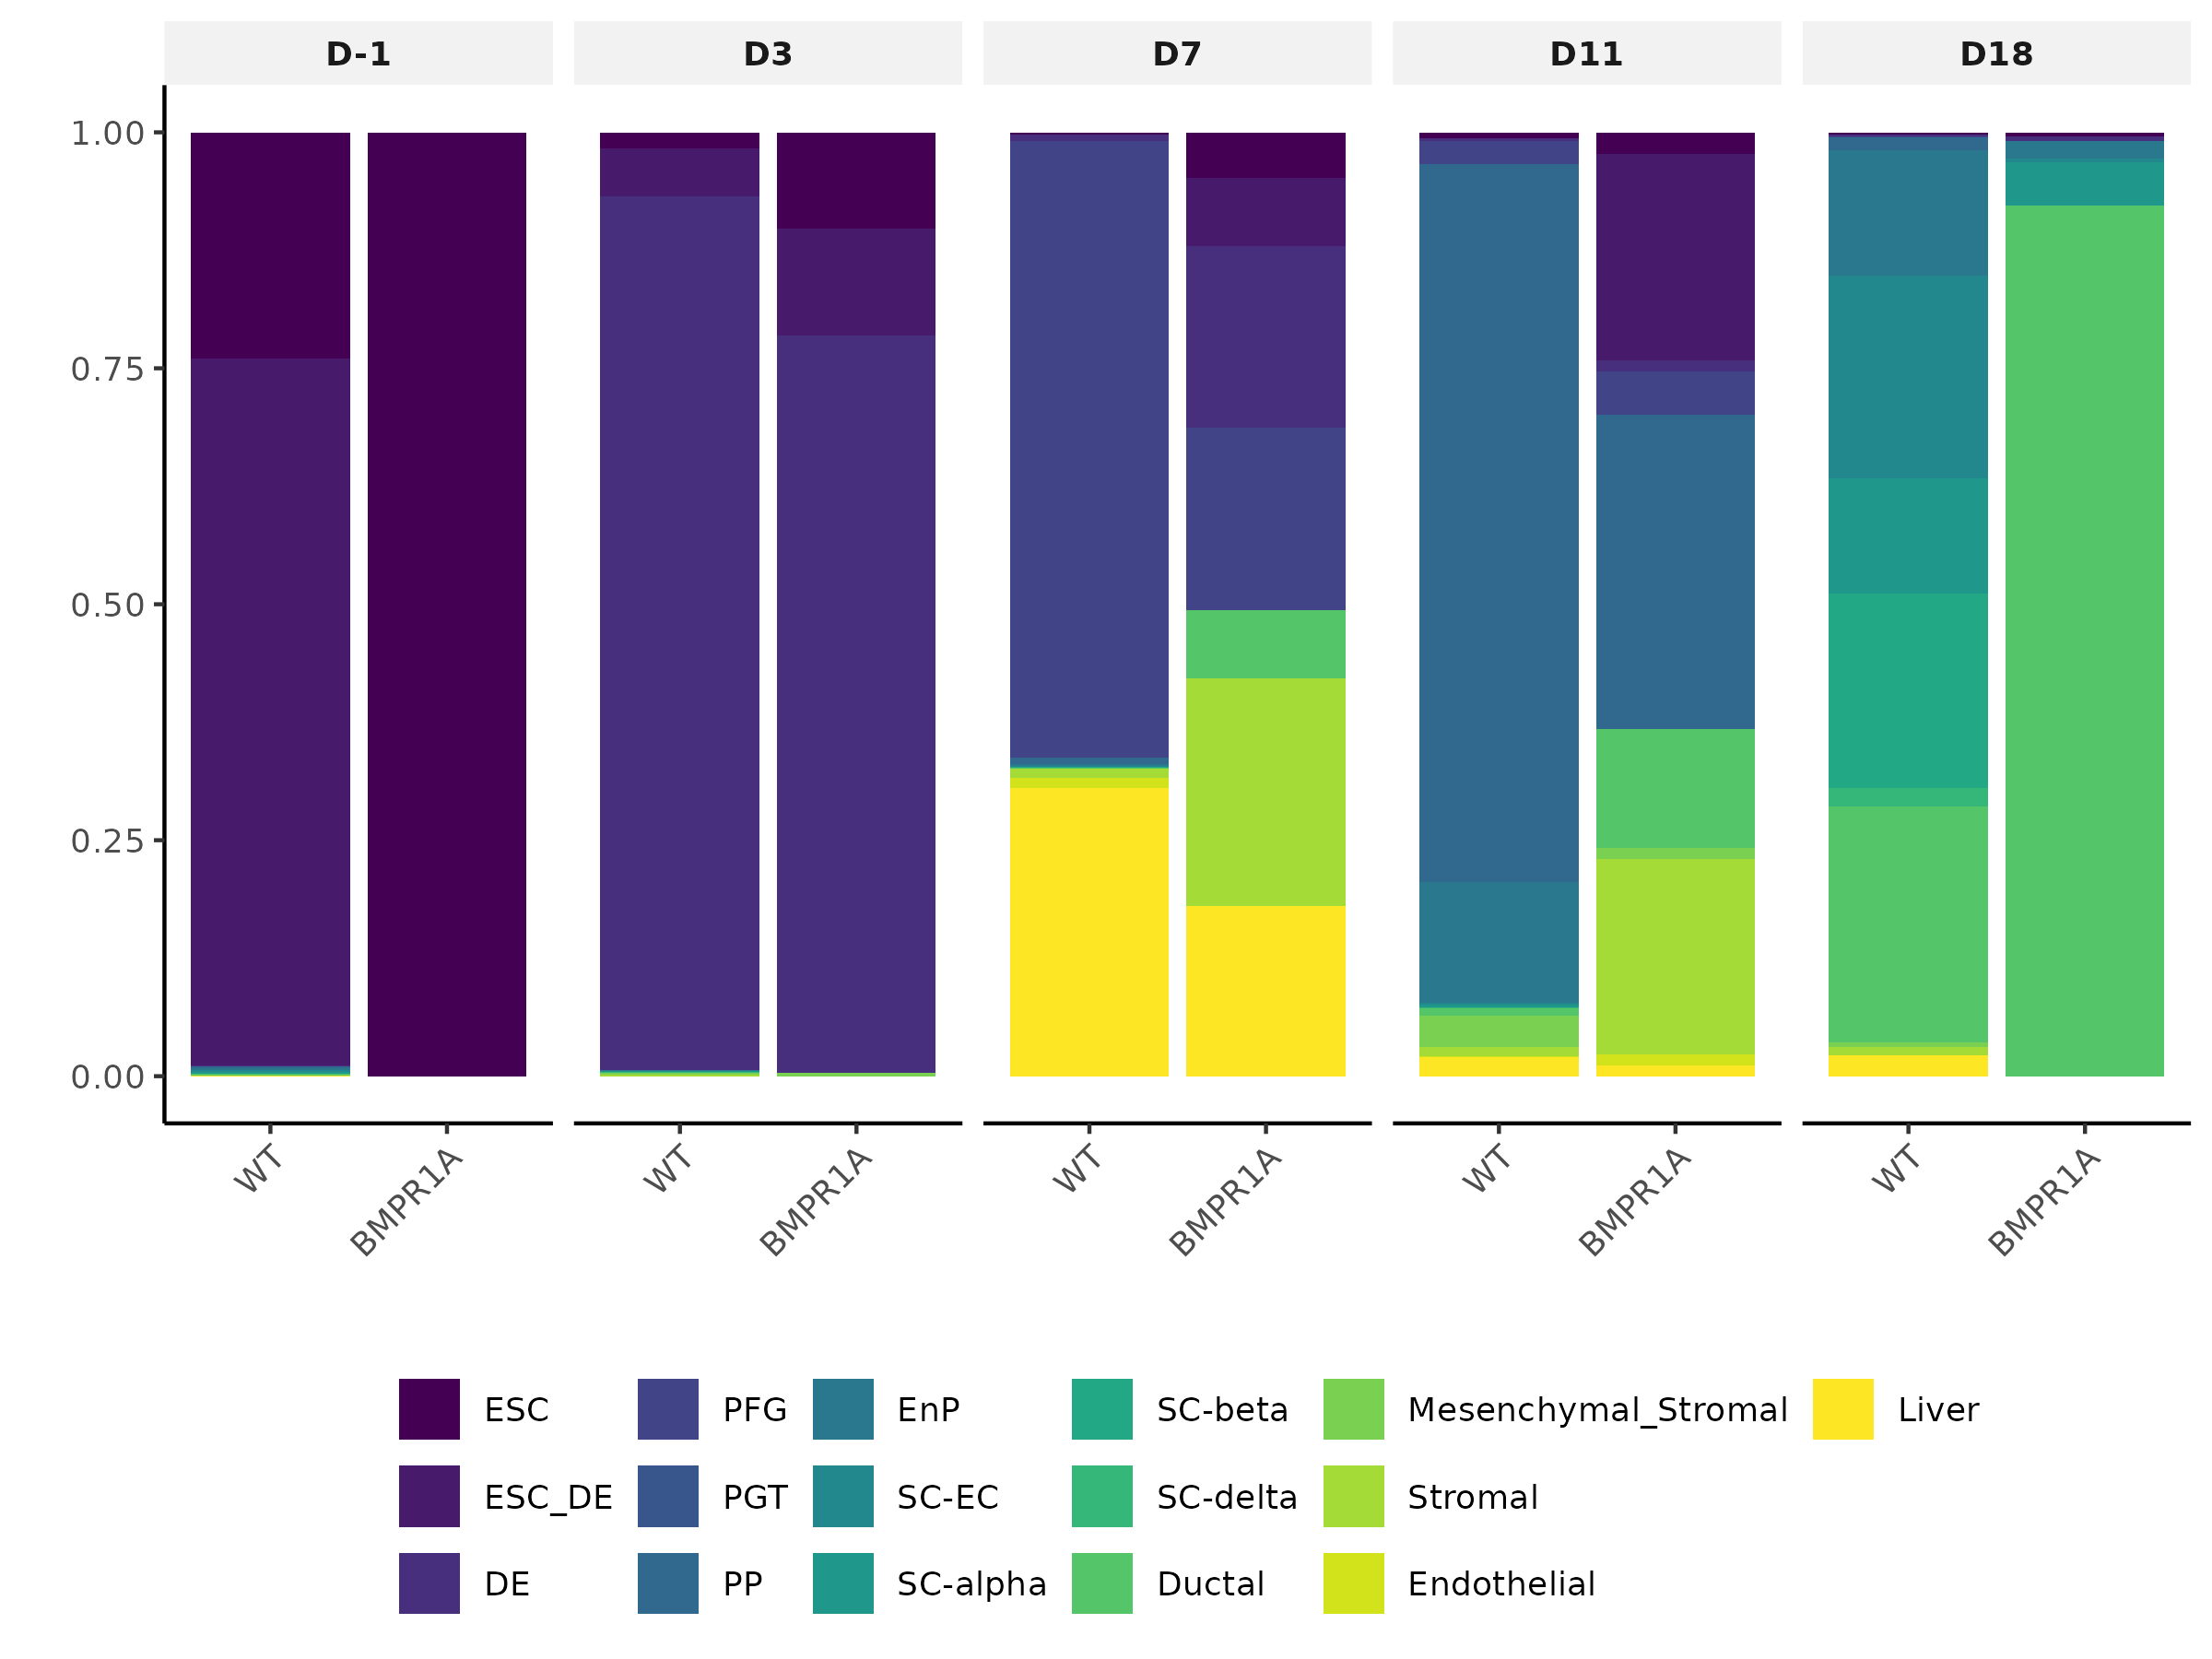 D-1 D3 D7 D11 D18
1.00
0.75
0.50
0.25
0.00
WT BMPR1A WT BMPR1A WT BMPR1A WT BMPR1A WT BMPR1A
ESC PFG EnP SC-beta Mesenchymal_Stromal Liver
ESC_DE PGT SC-EC SC-delta Stromal
DE PP SC-alpha Ductal Endothelial